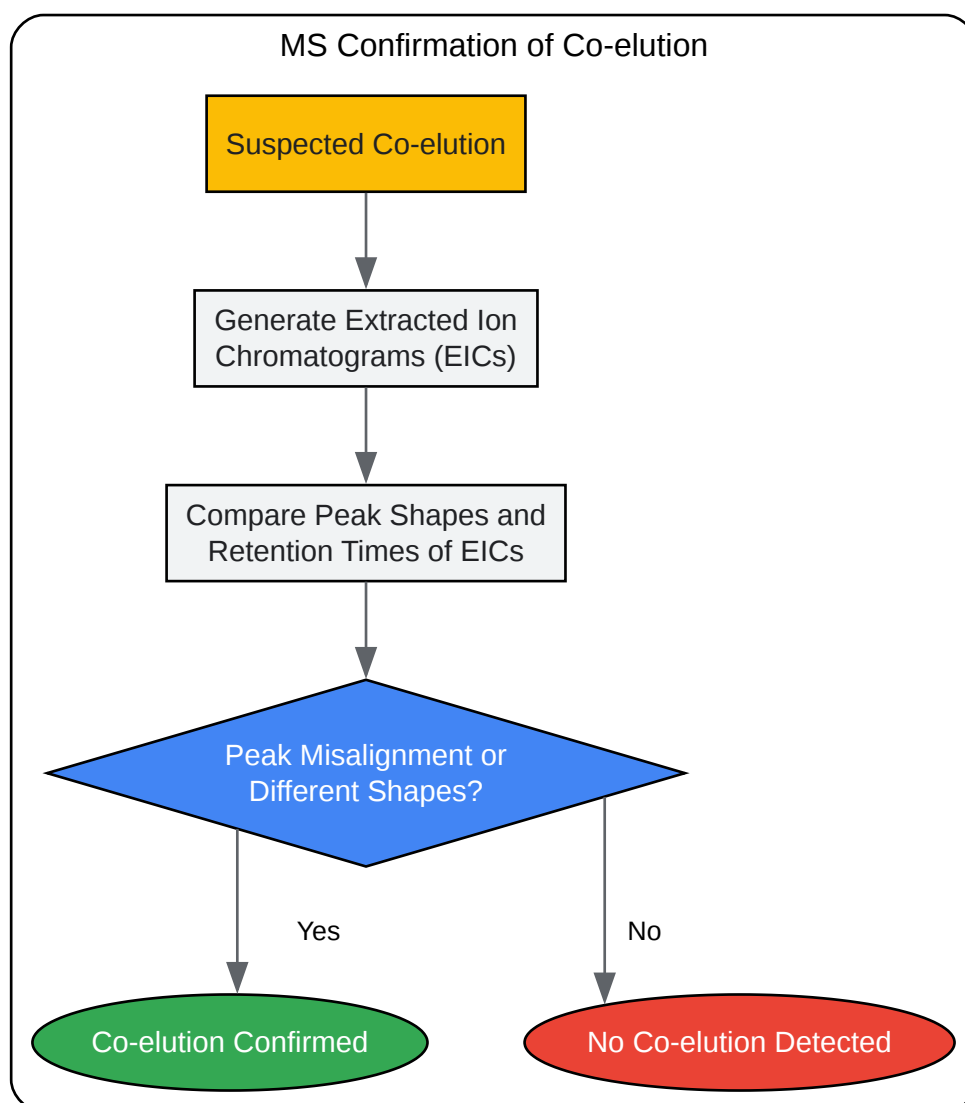 MS Confirmation of Co-elution
Suspected Co-elution
Generate Extracted Ion
Chromatograms (EICs)
Compare Peak Shapes and
Retention Times of EICs
Peak Misalignment or
Different Shapes?
Yes
No
Co-elution Confirmed
No Co-elution Detected